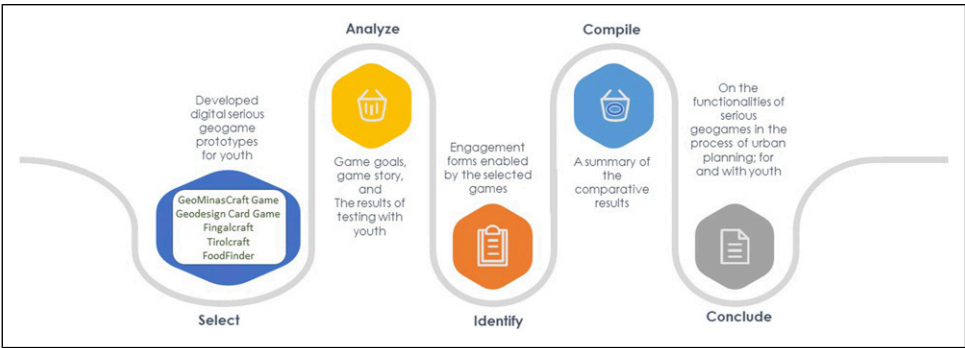 Developed
digital serious
geogame
prototypes
for youth
GeoMinasCraft Game
Geodesign Card Game
Fingalcraft
Tirolcraft
FoodFinder
Select
Analyze
Game goals,
game story,
and
The results of
testing with
youth
Engagement
forms enabled
by the selected
games
Identify
Compile
A summary of
the
comparative
results
On the
functionalities of
serious
geogames in the
process of urban
planning; for
and with youth
Conclude